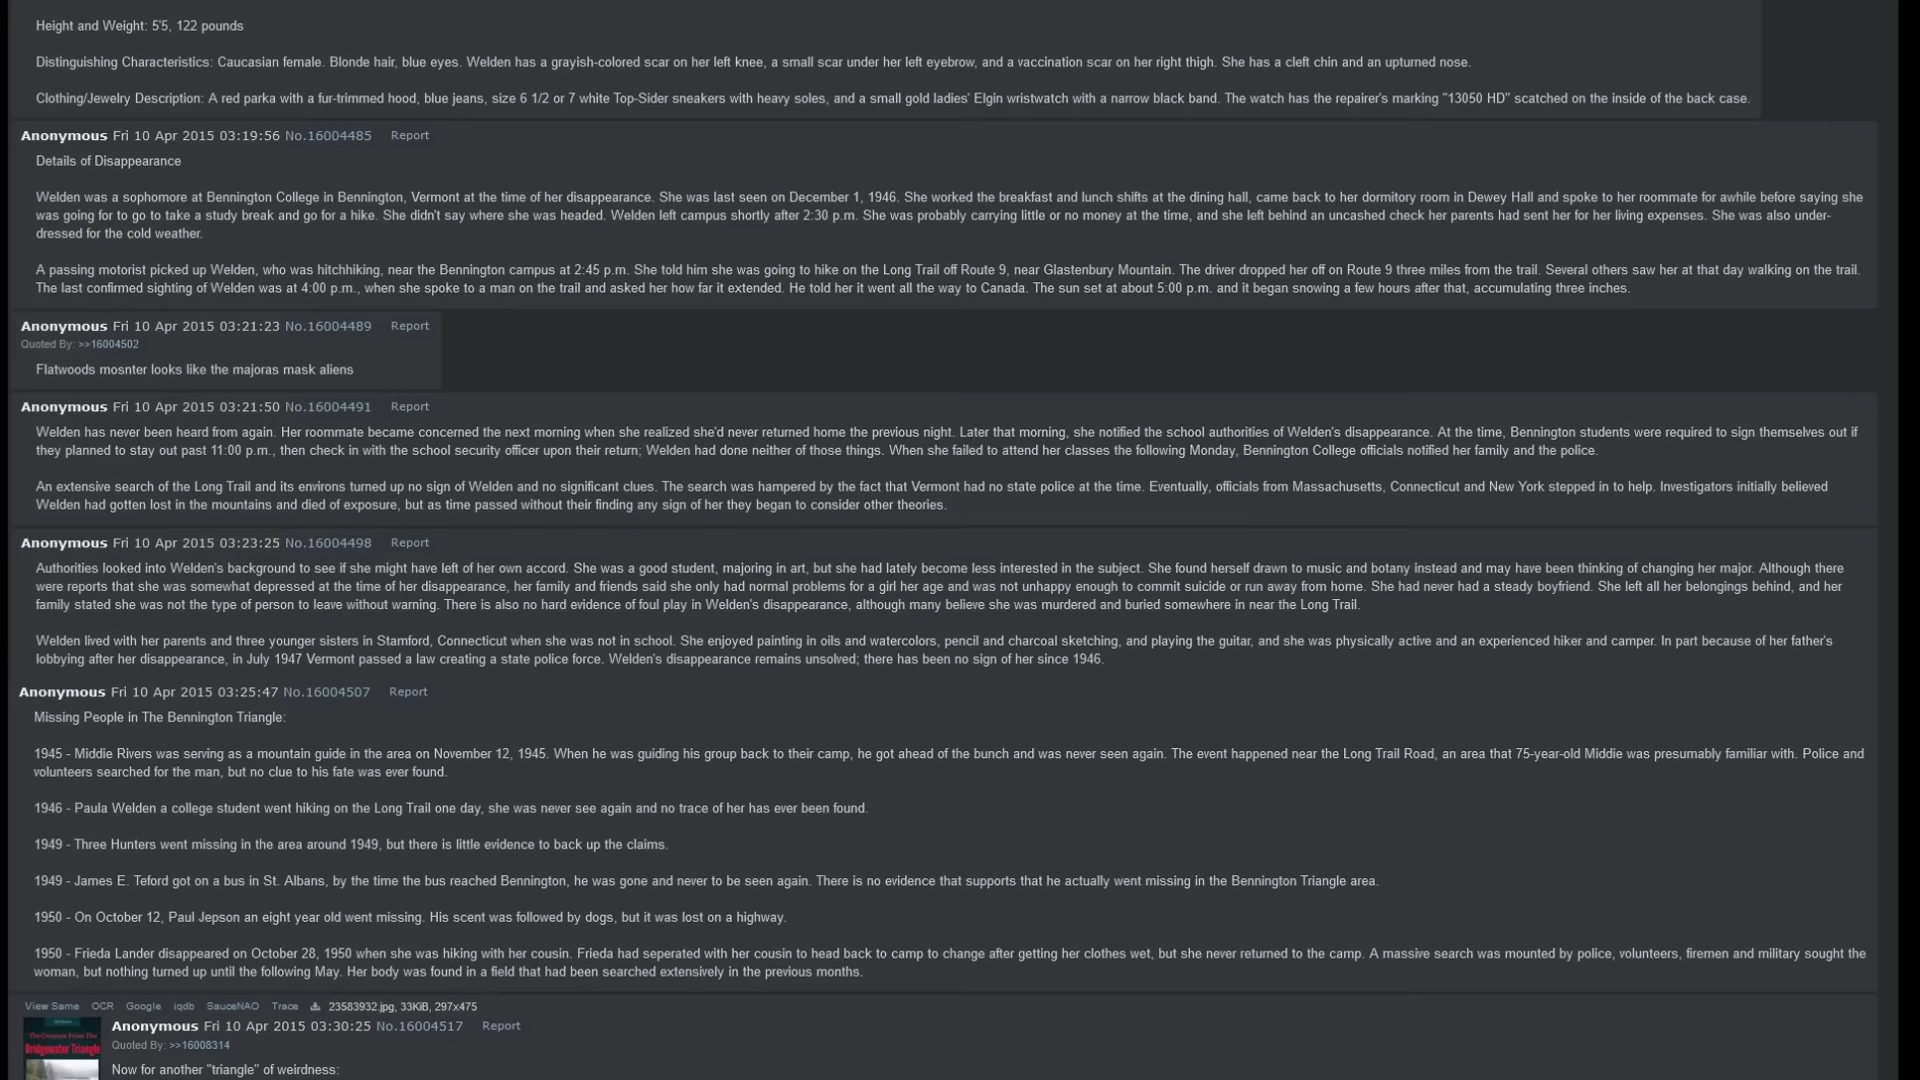 Height and Weight: 5'5, 122 pounds
Distinguishing Characteristics: Caucasian female. Blonde hair, blue eyes. Welden has a grayish-colored scar on her left knee, a small scar under her left eyebrow, and a vaccination scar on her right thigh. She has a cleft chin and an upturned nose.
Clothing/Jewelry Description: A red parka with a fur-trimmed hood, blue jeans, size 6 1/2 or 7 white Top-Sider sneakers with heavy soles, and a small gold ladies' Elgin wristwatch with a narrow black band. The watch has the repairer's marking "13050 HD" scatched on the inside of the back case.
Anonymous Fri 10 Apr 2015 03:19:56 No.16004485 Report
Details of Disappearance
Welden was a sophomore at Bennington College in Bennington, Vermont at the time of her disappearance. She was last seen on December 1, 1946. She worked the breakfast and lunch shifts at the dining hall, came back to her dormitory room in Dewey Hall and spoke to her roommate for awhile before saying she
was going for to go to take a study break and go for a hike. She didn't say where she was headed. Welden left campus shortly after 2:30 p.m. She was probably carrying little or no money at the time, and she left behind an uncashed check her parents had sent her for her living expenses. She was also under-
dressed for the cold weather.
A passing motorist picked up Welden, who was hitchhiking, near the Bennington campus at 2:45 p.m. She told him she was going to hike on the Long Trail off Route 9, near Glastenbury Mountain. The driver dropped her off on Route 9 three miles from the trail. Several others saw her at that day walking on the trail.
The last confirmed sighting of Welden was at 4:00 p.m., when she spoke to a man on the trail and asked her how far it extended. He told her it went all the way to Canada. The sun set at about 5:00 p.m. and it began snowing a few hours after that, accumulating three inches.
Anonymous Fri 10 Apr 2015 03:21:23 No.16004489 Report
Quoted By: >>16004502
Flatwoods mosnter looks like the majoras mask aliens
Anonymous Fri 10 Apr 2015 03:21:50 No.16004491 Report
Welden has never been heard from again. Her roommate became concerned the next morning when she realized she'd never returned home the previous night. Later that morning, she notified the school authorities of Welden's disappearance. At the time, Bennington students were required to sign themselves out if
they planned to stay out past 11:00 p.m., then check in with the school security officer upon their return; Welden had done neither of those things. When she failed to attend her classes the following Monday, Bennington College officials notified her family and the police.
An extensive search of the Long Trail and its environs turned up no sign of Welden and no significant clues. The search was hampered by the fact that Vermont had no state police at the time. Eventually, officials from Massachusetts, Connecticut and New York stepped in to help. Investigators initially believed
Welden had gotten lost in the mountains and died of exposure, but as time passed without their finding any sign of her they began to consider other theories.
Anonymous Fri 10 Apr 2015 03:23:25 No.16004498 Report
Authorities looked into Welden's background to see if she might have left of her own accord. She was a good student, majoring in art, but she had lately become less interested in the subject. She found herself drawn to music and botany instead and may have been thinking of changing her major. Although there
were reports that she was somewhat depressed at the time of her disappearance, her family and friends said she only had normal problems for a girl her age and was not unhappy enough to commit suicide or run away from home. She had never had a steady boyfriend. She left all her belongings behind, and her
family stated she was not the type of person to leave without warning. There is also no hard evidence of foul play in Welden's disappearance, although many believe she was murdered and buried somewhere in near the Long Trail.
Welden lived with her parents and three younger sisters in Stamford, Connecticut when she was not in school. She enjoyed painting in oils and watercolors, pencil and charcoal sketching, and playing the guitar, and she was physically active and an experienced hiker and camper. In part because of her father's
lobbying after her disappearance, in July 1947 Vermont passed a law creating a state police force. Welden's disappearance remains unsolved; there has been no sign of her since 1946.
Anonymous Fri 10 Apr 2015 03:25:47 No.16004507 Report
Missing People in The Bennington Triangle:
1945 - Middie Rivers was serving as a mountain guide in the area on November 12, 1945. When he was guiding his group back to their camp, he got ahead of the bunch and was never seen again. The event happened near the Long Trail Road, an area that 75-year-old Middie was presumably familiar with. Police and
volunteers searched for the man, but no clue to his fate was ever found.
1946 - Paula Welden a college student went hiking on the Long Trail one day, she was never see again and no trace of her has ever been found.
1949 - Three Hunters went missing in the area around 1949, but there is little evidence to back up the claims.
1949 - James E. Teford got on a bus in St. Albans, by the time the bus reached Bennington, he was gone and never to be seen again. There is no evidence that supports that he actually went missing in the Bennington Triangle area.
1950 - On October 12, Paul Jepson an eight year old went missing. His scent was followed by dogs, but it was lost on a highway.
1950 - Frieda Lander disappeared on October 28, 1950 when she was hiking with her cousin. Frieda had seperated with her cousin to head back to camp to change after getting her clothes wet, but she never returned to the camp. A massive search was mounted by police, volunteers, firemen and military sought the
woman, but nothing turned up until the following May. Her body was found in a field that had been searched extensively in the previous months.
View Same OCR Google iqdb SauceNAO Trace 23583932.jpg, 33KiB, 297x475
Anonymous Fri 10 Apr 2015 03:30:25 No.16004517 Report
Quoted By: >>16008314
The Creature From The
Bridgewater Triangle
Now for another "triangle" of weirdness: